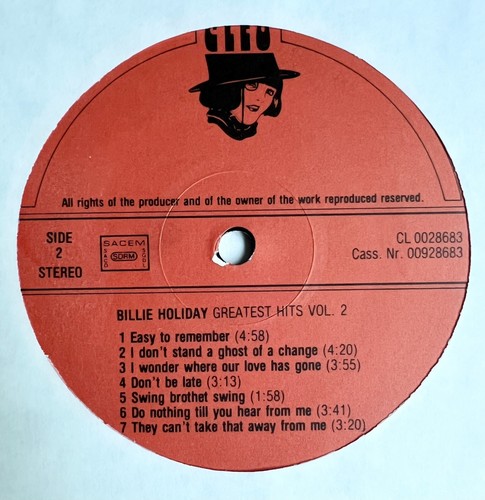 CLEO
All rights of the producer and of the owner of the work reproduced reserved.
SIDE
2
STEREO
SACEM
SDRM
CL 0028683
Cass. Nr. 00928683
BILLIE HOLIDAY GREATEST HITS VOL. 2
1 Easy to remember (4:58)
2 I don't stand a ghost of a change (4:20)
3 I wonder where our love has gone (3:55)
4 Don't be late (3:13)
5 Swing brothet swing (1:58)
6 Do nothing till you hear from me (3:41)
7 They can't take that away from me (3:20)